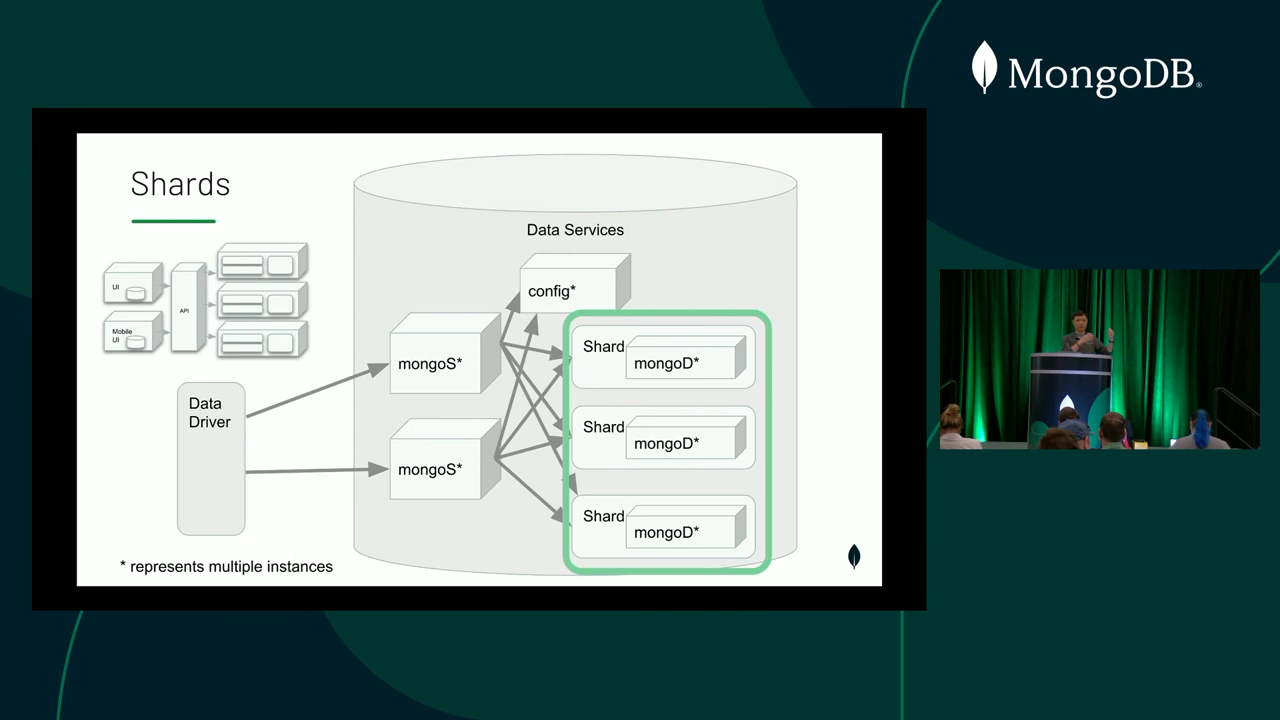 MongoDB®
Shards
Data Services
UI
API
Mobile
UI
config*
Shard
mongoD*
mongoS*
Data
Driver
Shard
mongoD*
mongoS*
Shard
mongoD*
* represents multiple instances